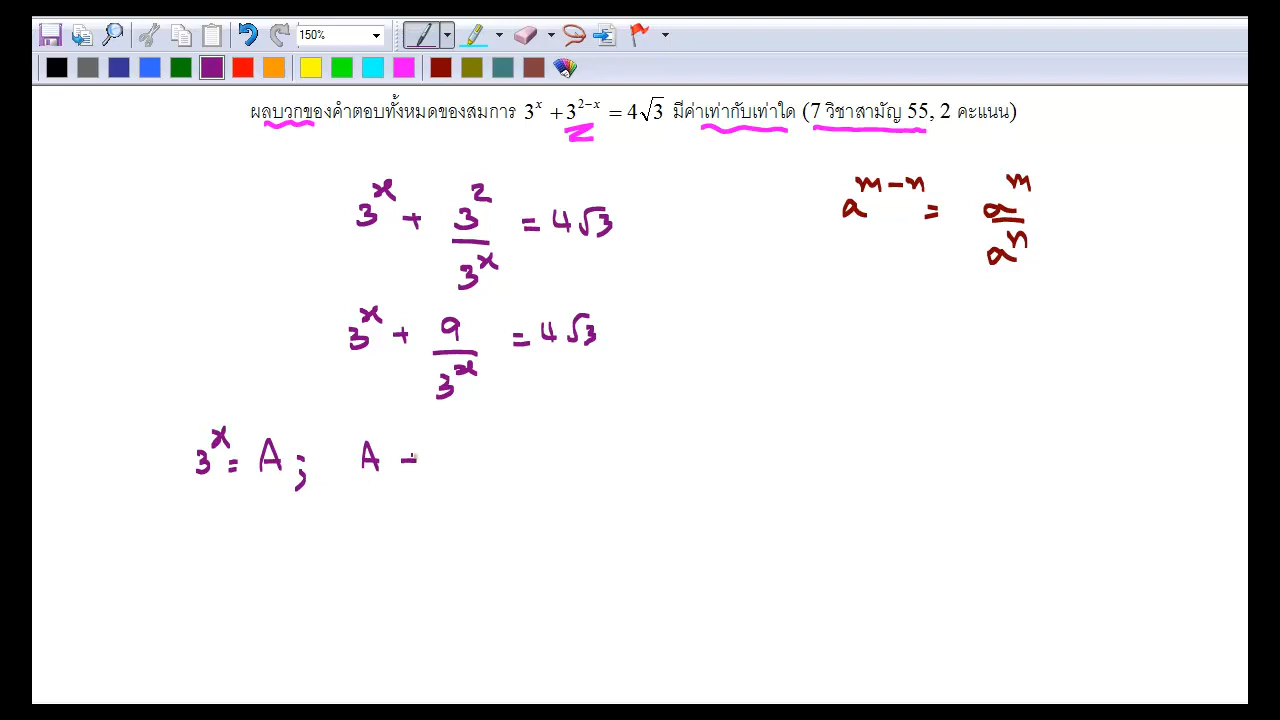 150%
ผลบวกของคำตอบทั้งหมดของสมการ 3^x + 3^{2-x} = 4√3 มีค่าเท่ากับเท่าใด (7 วิชาสามัญ 55, 2 คะแนน)
3^x + 3^2/3^x = 4√3
a^{m-n} = a^m/a^n
3^x + 9/3^x = 4√3
3^x = A ; A -